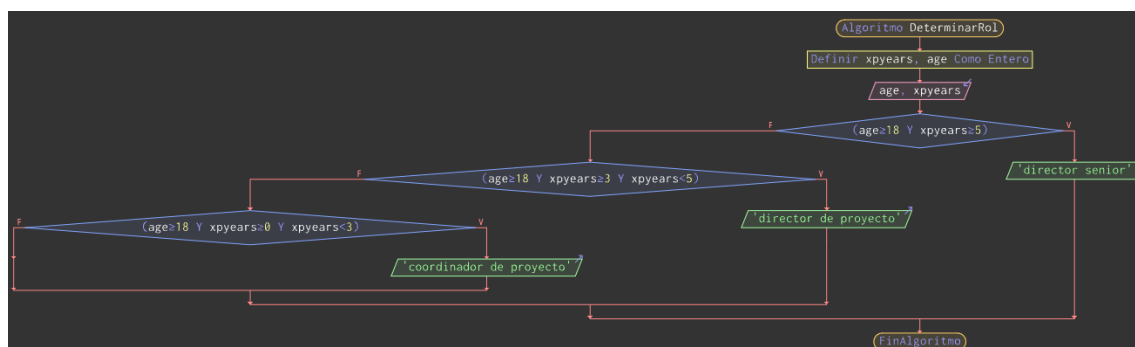 Algoritmo DeterminarRol
Definir xpyears, age Como Entero
age, xpyears
(age≥18 Y xpyears≥5)
F
V
'director senior'
(age≥18 Y xpyears≥3 Y xpyears<5)
F
V
'director de proyecto'
(age≥18 Y xpyears≥0 Y xpyears<3)
F
V
'coordinador de proyecto'
FinAlgoritmo